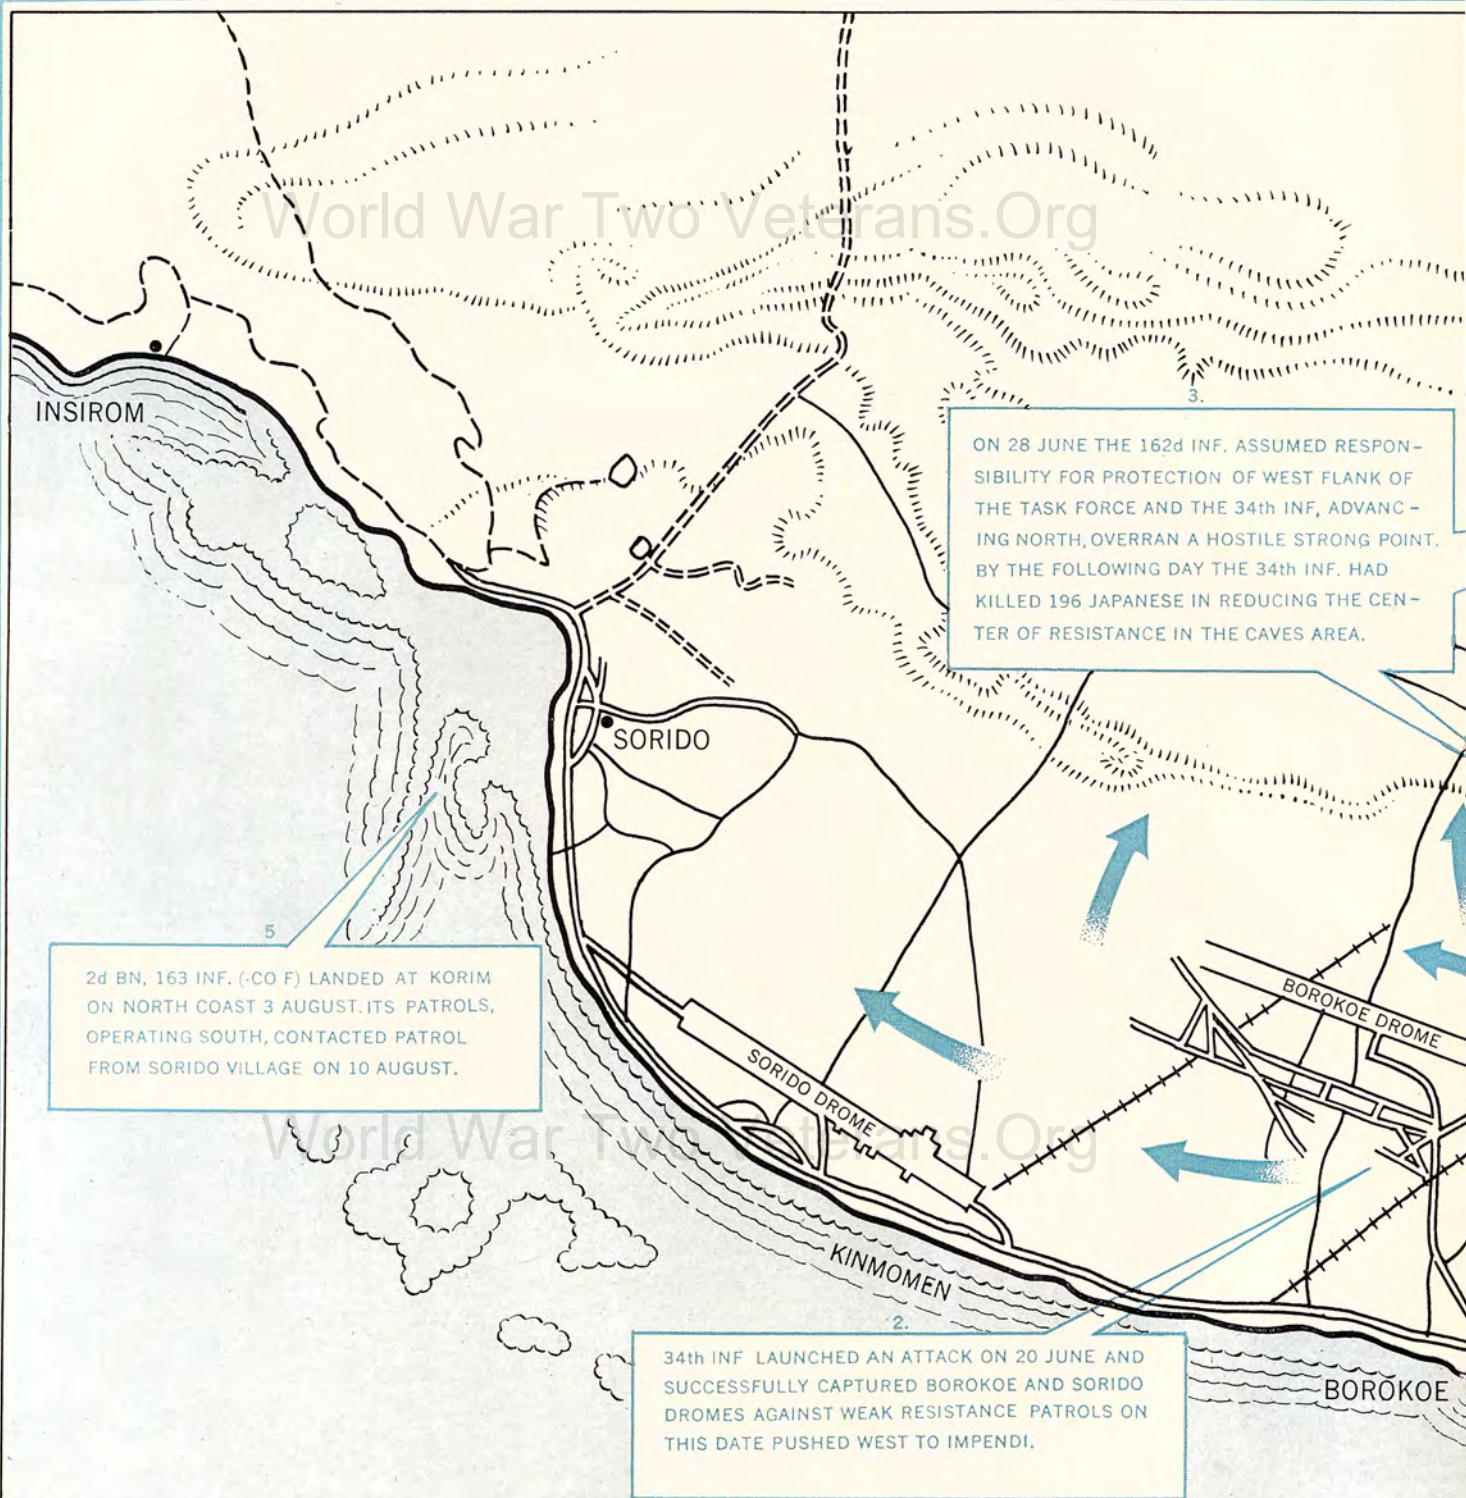 World War Two Veterans.Org
INSIROM
3.
ON 28 JUNE THE 162d INF. ASSUMED RESPON-
SIBILITY FOR PROTECTION OF WEST FLANK OF
THE TASK FORCE AND THE 34th INF, ADVANC-
ING NORTH, OVERRAN A HOSTILE STRONG POINT.
BY THE FOLLOWING DAY THE 34th INF. HAD
KILLED 196 JAPANESE IN REDUCING THE CEN-
TER OF RESISTANCE IN THE CAVES AREA.
SORIDO
5
2d BN, 163 INF. (-CO F) LANDED AT KORIM
ON NORTH COAST 3 AUGUST. ITS PATROLS,
OPERATING SOUTH, CONTACTED PATROL
FROM SORIDO VILLAGE ON 10 AUGUST.
BOROKOE DROME
SORIDO DROME
World War Two Veterans.Org
KINMOMEN
2.
34th INF LAUNCHED AN ATTACK ON 20 JUNE AND
SUCCESSFULLY CAPTURED BOROKOE AND SORIDO
DROMES AGAINST WEAK RESISTANCE PATROLS ON
THIS DATE PUSHED WEST TO IMPENDI.
BOROKOE